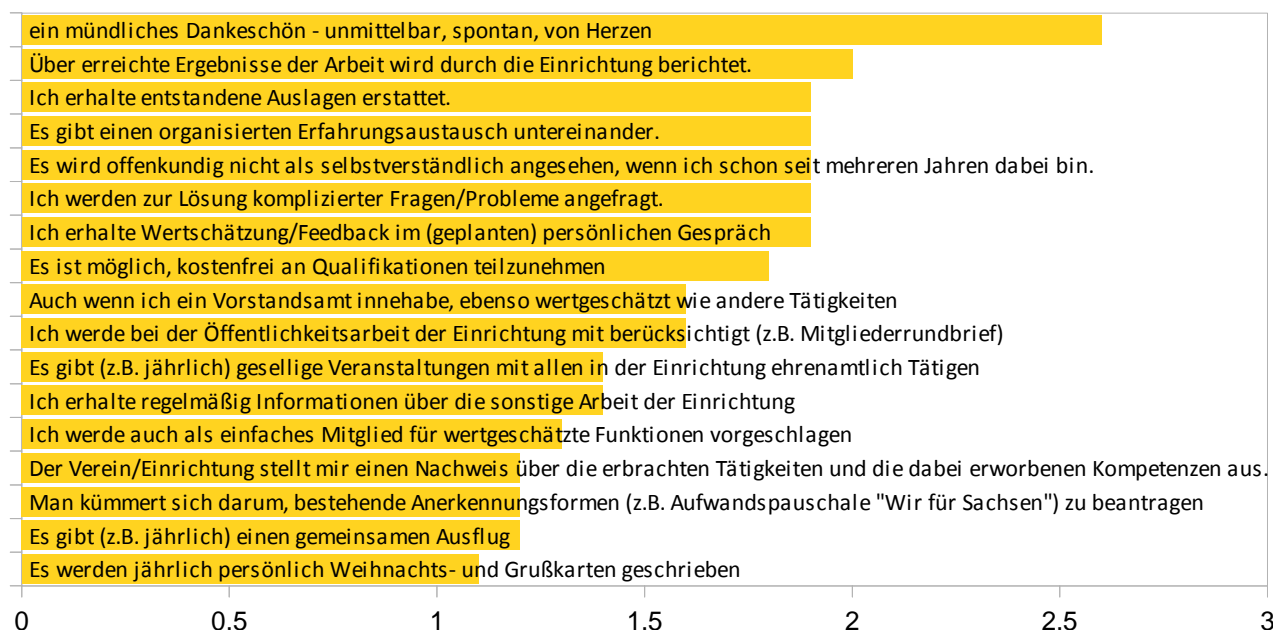 ein mündliches Dankeschön - unmittelbar, spontan, von Herzen
Über erreichte Ergebnisse der Arbeit wird durch die Einrichtung berichtet.
Ich erhalte entstandene Auslagen erstattet.
Es gibt einen organisierten Erfahrungsaustausch untereinander.
Es wird offenkundig nicht als selbstverständlich angesehen, wenn ich schon seit mehreren Jahren dabei bin.
Ich werden zur Lösung komplizierter Fragen/Probleme angefragt.
Ich erhalte Wertschätzung/Feedback im (geplanten) persönlichen Gespräch
Es ist möglich, kostenfrei an Qualifikationen teilzunehmen
Auch wenn ich ein Vorstandsamt innehabe, ebenso wertgeschätzt wie andere Tätigkeiten
Ich werde bei der Öffentlichkeitsarbeit der Einrichtung mit berücksichtigt (z.B. Mitgliederrundbrief)
Es gibt (z.B. jährlich) gesellige Veranstaltungen mit allen in der Einrichtung ehrenamtlich Tätigen
Ich erhalte regelmäßig Informationen über die sonstige Arbeit der Einrichtung
Ich werde auch als einfaches Mitglied für wertgeschätzte Funktionen vorgeschlagen
Der Verein/Einrichtung stellt mir einen Nachweis über die erbrachten Tätigkeiten und die dabei erworbenen Kompetenzen aus.
Man kümmert sich darum, bestehende Anerkennungsformen (z.B. Aufwandspauschale "Wir für Sachsen") zu beantragen
Es gibt (z.B. jährlich) einen gemeinsamen Ausflug
Es werden jährlich persönlich Weihnachts- und Grußkarten geschrieben
0 0.5 1 1.5 2 2.5 3